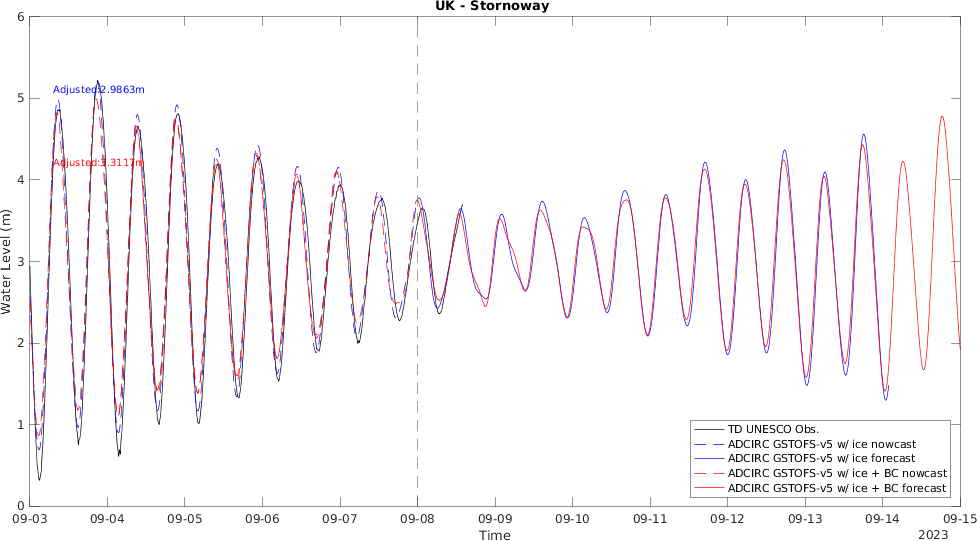 UK - Stornoway
6
5
4
3
2
1
0
Water Level (m)
Adjusted:2.9863m
Adjusted:3.3117m
TD UNESCO Obs.
ADCIRC GSTOFS-v5 w/ ice nowcast
ADCIRC GSTOFS-v5 w/ ice forecast
ADCIRC GSTOFS-v5 w/ ice + BC nowcast
ADCIRC GSTOFS-v5 w/ ice + BC forecast
09-03 09-04 09-05 09-06 09-07 09-08 09-09 09-10 09-11 09-12 09-13 09-14 09-15
Time
2023